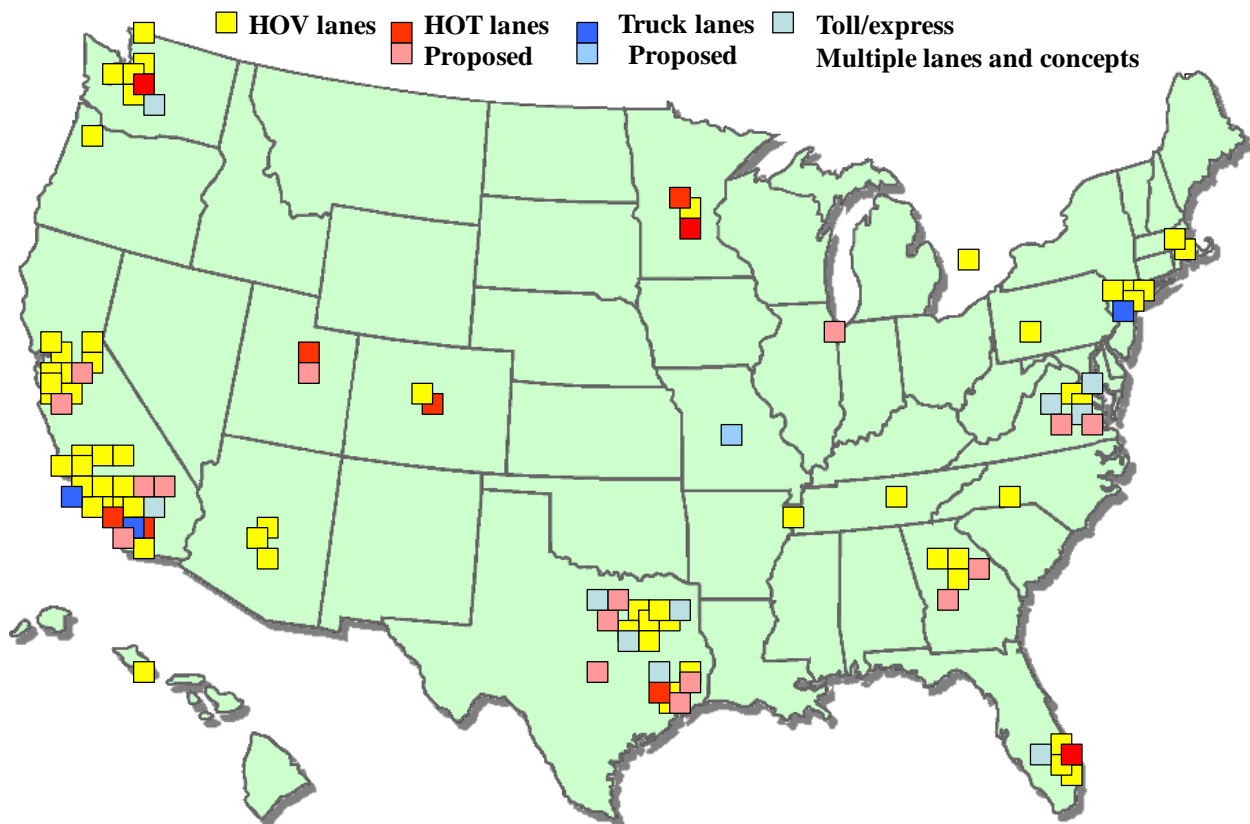 HOV lanes HOT lanes Truck lanes Toll/express
Proposed Proposed Multiple lanes and concepts